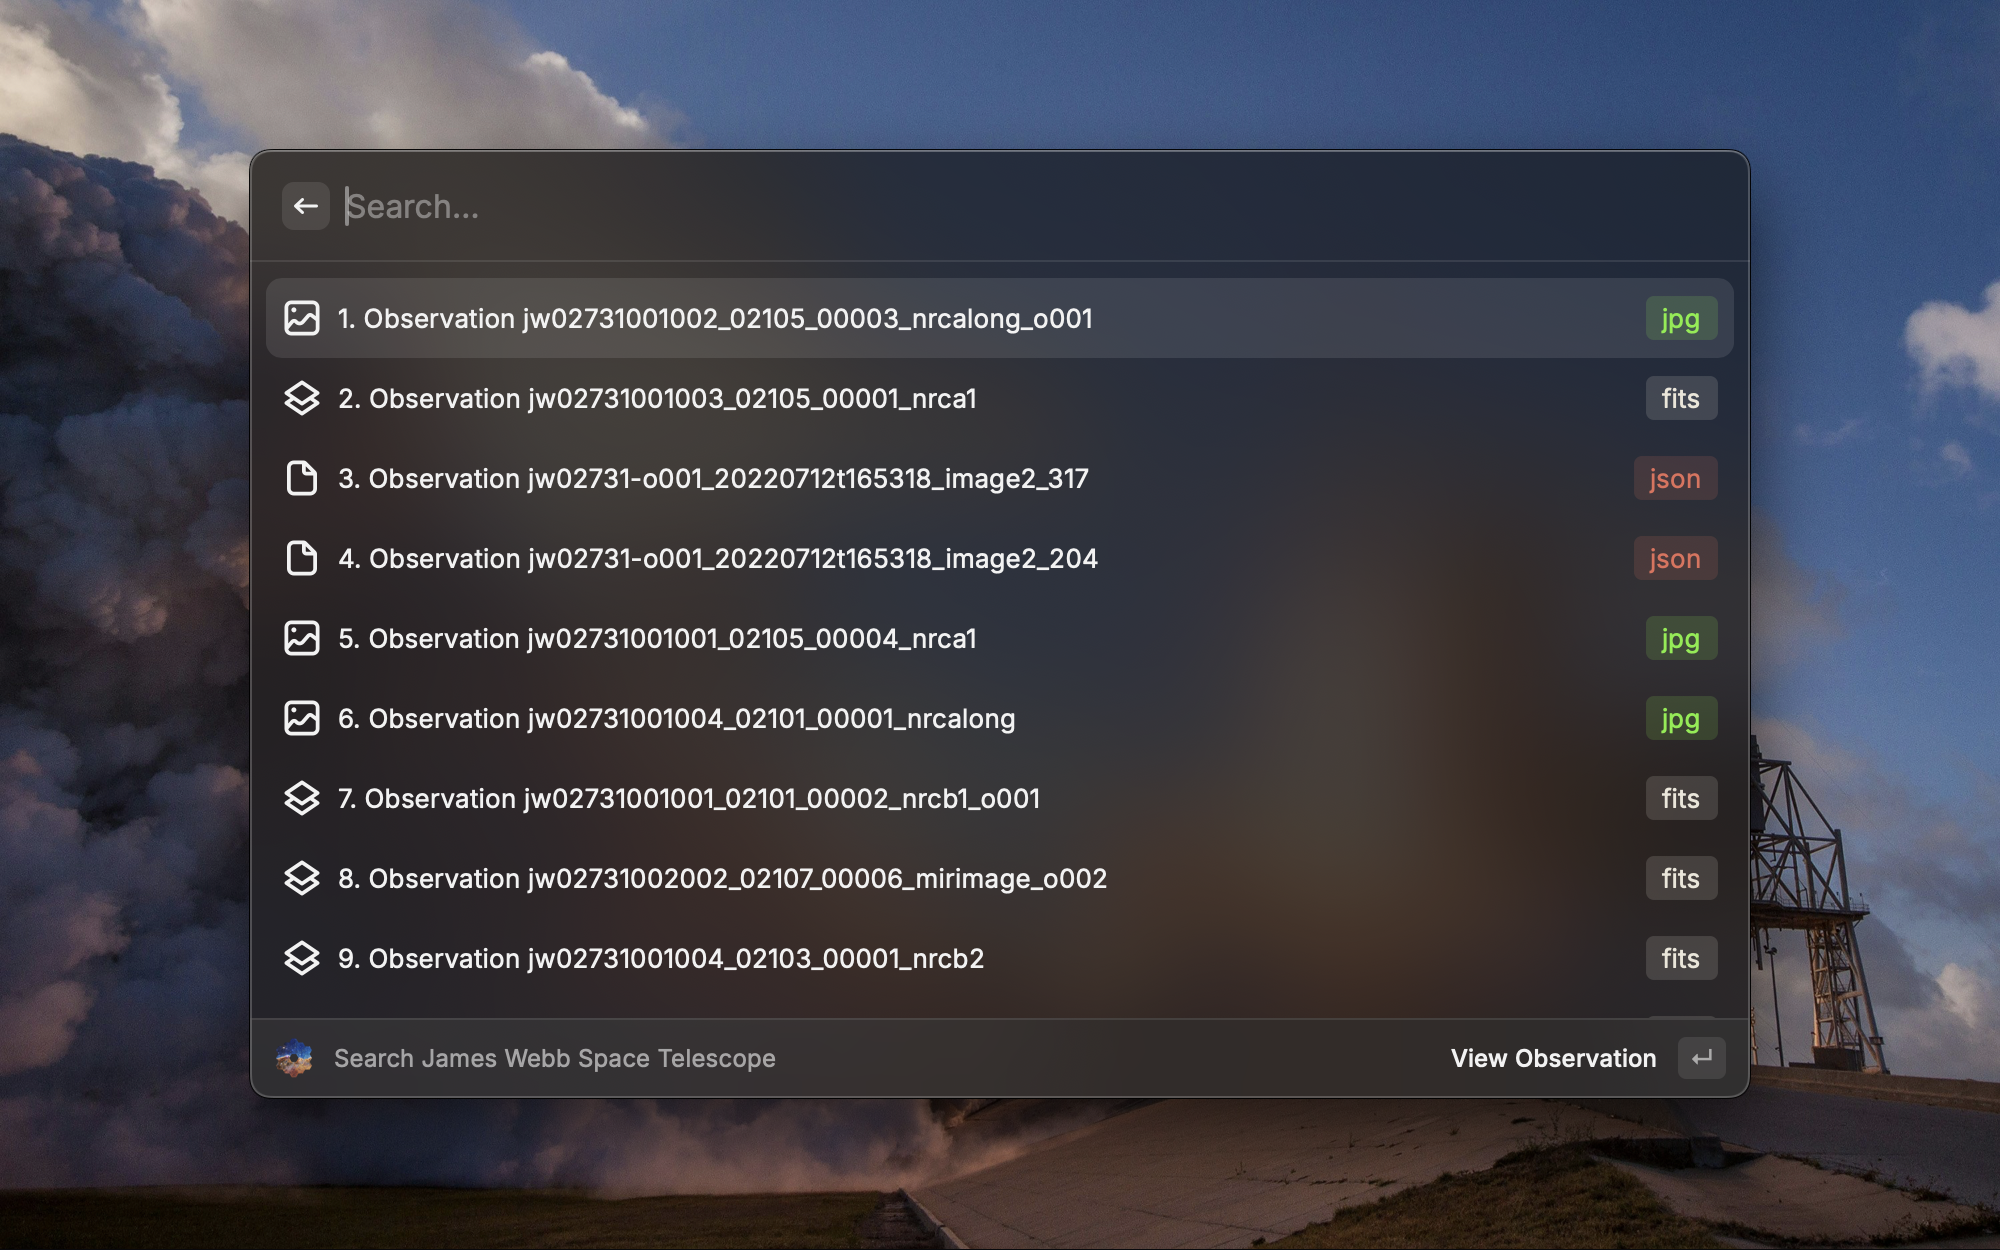 Search...
1. Observation jw02731001002_02105_00003_nrcalong_o001 jpg
2. Observation jw02731001003_02105_00001_nrca1 fits
3. Observation jw02731-o001_20220712t165318_image2_317 json
4. Observation jw02731-o001_20220712t165318_image2_204 json
5. Observation jw02731001001_02105_00004_nrca1 jpg
6. Observation jw02731001004_02101_00001_nrcalong jpg
7. Observation jw02731001001_02101_00002_nrcb1_o001 fits
8. Observation jw02731002002_02107_00006_mirimage_o002 fits
9. Observation jw02731001004_02103_00001_nrcb2 fits
Search James Webb Space Telescope View Observation